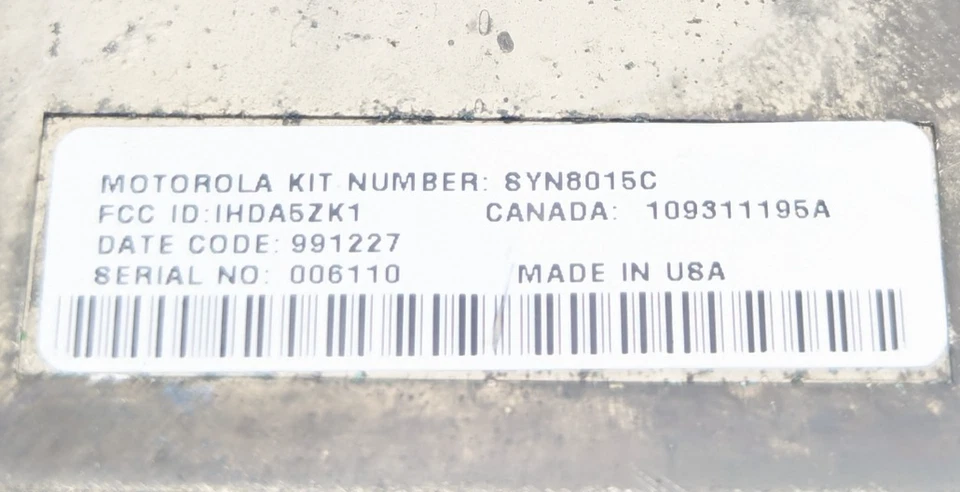 MOTOROLA KIT NUMBER: SYN8015C
FCC ID:IHDA5ZK1 CANADA: 109311195A
DATE CODE: 991227
SERIAL NO: 006110 MADE IN USA